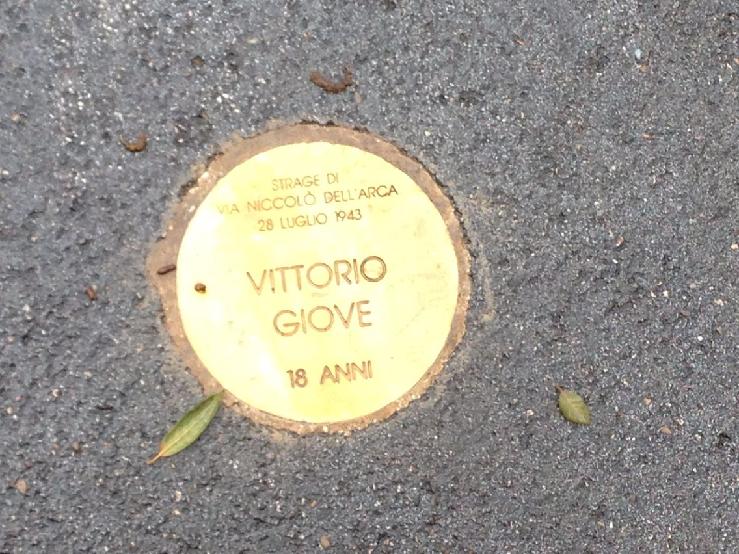 STRAGE DI
VIA NICCOLÒ DELL'ARCA
28 LUGLIO 1943
VITTORIO
GIOVE
18 ANNI